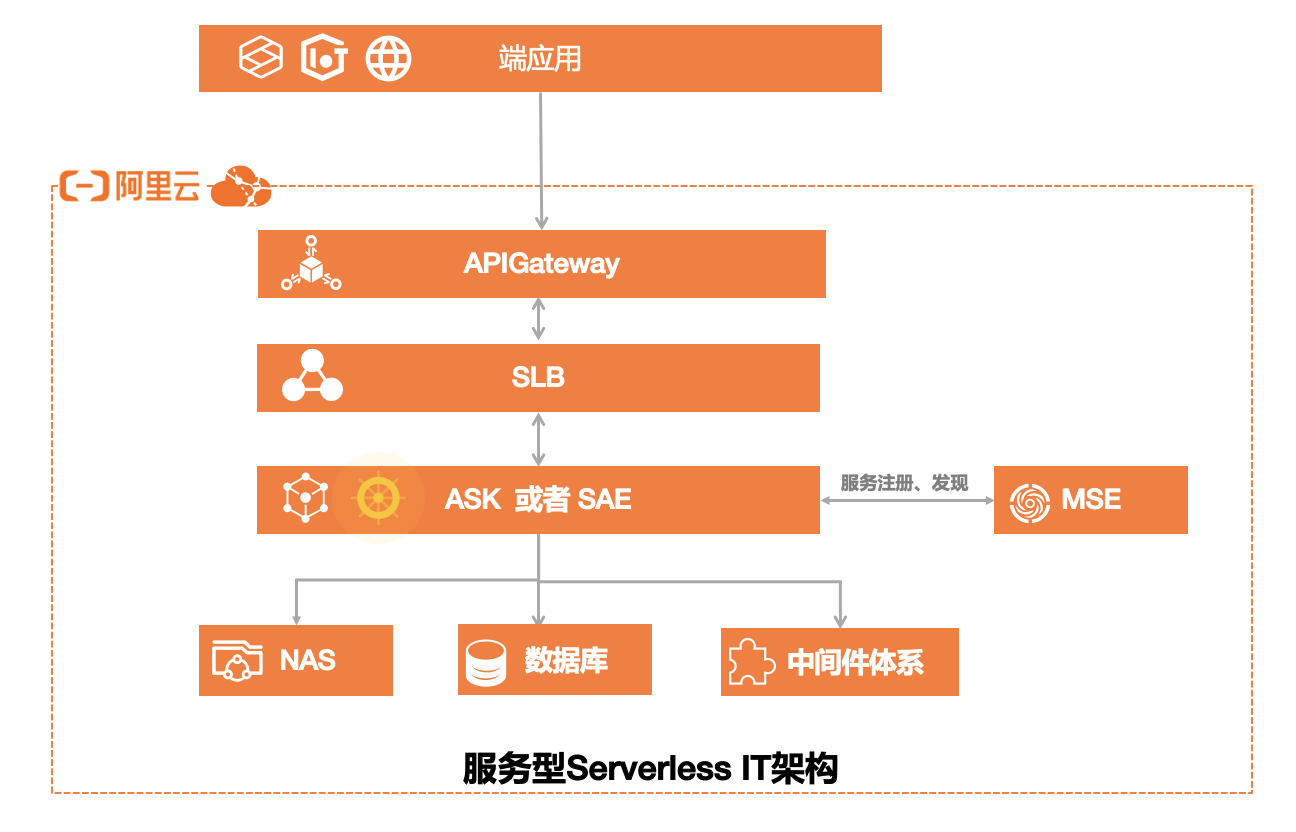 IoT
端应用
阿里云
APIGateway
SLB
ASK 或者 SAE
服务注册、发现
MSE
NAS
数据库
中间件体系
服务型Serverless IT架构